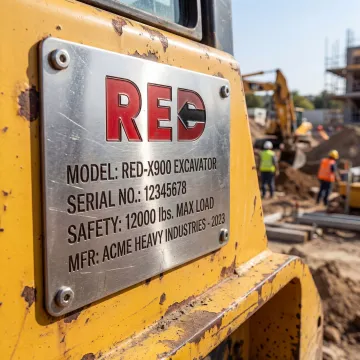 RED
MODEL: RED-X900 EXCAVATOR
SERIAL NO.: 12345678
SAFETY: 12000 lbs. MAX LOAD
MFR: ACME HEAVY INDUSTRIES - 2023